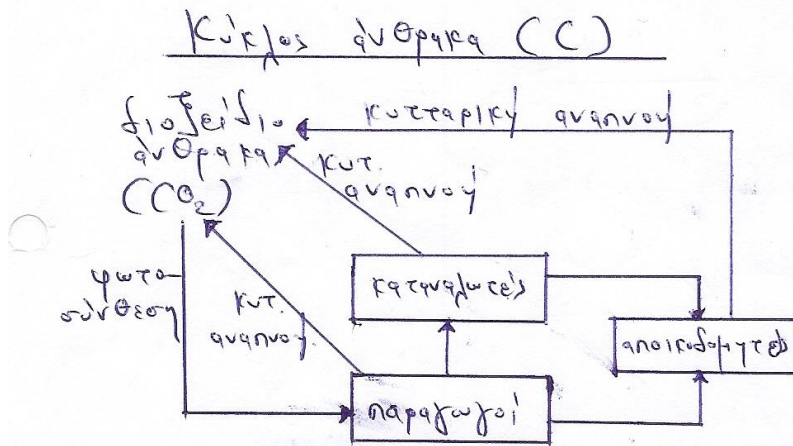 Κύκλος άνθρακα (C)
διοξείδιο
άνθρακα
(CO₂)
κυτταρική αναπνοή
κυτ.
αναπνοή
φωτο-
σύνθεση
κυτ.
αναπνοή
καταναλωτές
αποικοδομητές
παραγωγοί